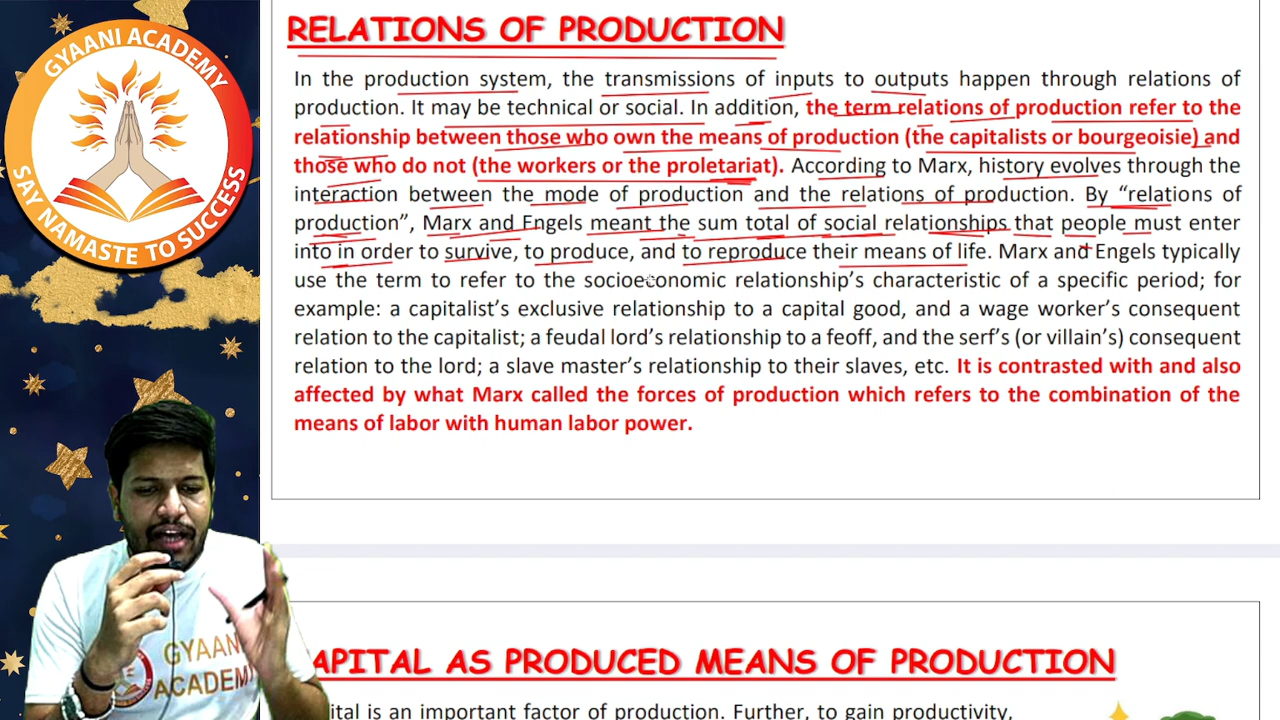 GYAANI ACADEMY
SAY NAMASTE TO SUCCESS
RELATIONS OF PRODUCTION
In the production system, the transmissions of inputs to outputs happen through relations of
production. It may be technical or social. In addition, the term relations of production refer to the
relationship between those who own the means of production (the capitalists or bourgeoisie) and
those who do not (the workers or the proletariat). According to Marx, history evolves through the
interaction between the mode of production and the relations of production. By “relations of
production”, Marx and Engels meant the sum total of social relationships that people must enter
into in order to survive, to produce, and to reproduce their means of life. Marx and Engels typically
use the term to refer to the socioeconomic relationship’s characteristic of a specific period; for
example: a capitalist’s exclusive relationship to a capital good, and a wage worker’s consequent
relation to the capitalist; a feudal lord’s relationship to a feoff, and the serf’s (or villain’s) consequent
relation to the lord; a slave master’s relationship to their slaves, etc. It is contrasted with and also
affected by what Marx called the forces of production which refers to the combination of the
means of labor with human labor power.
APITAL AS PRODUCED MEANS OF PRODUCTION
ital is an important factor of production. Further, to gain productivity,
GYAAN
ACADEMY